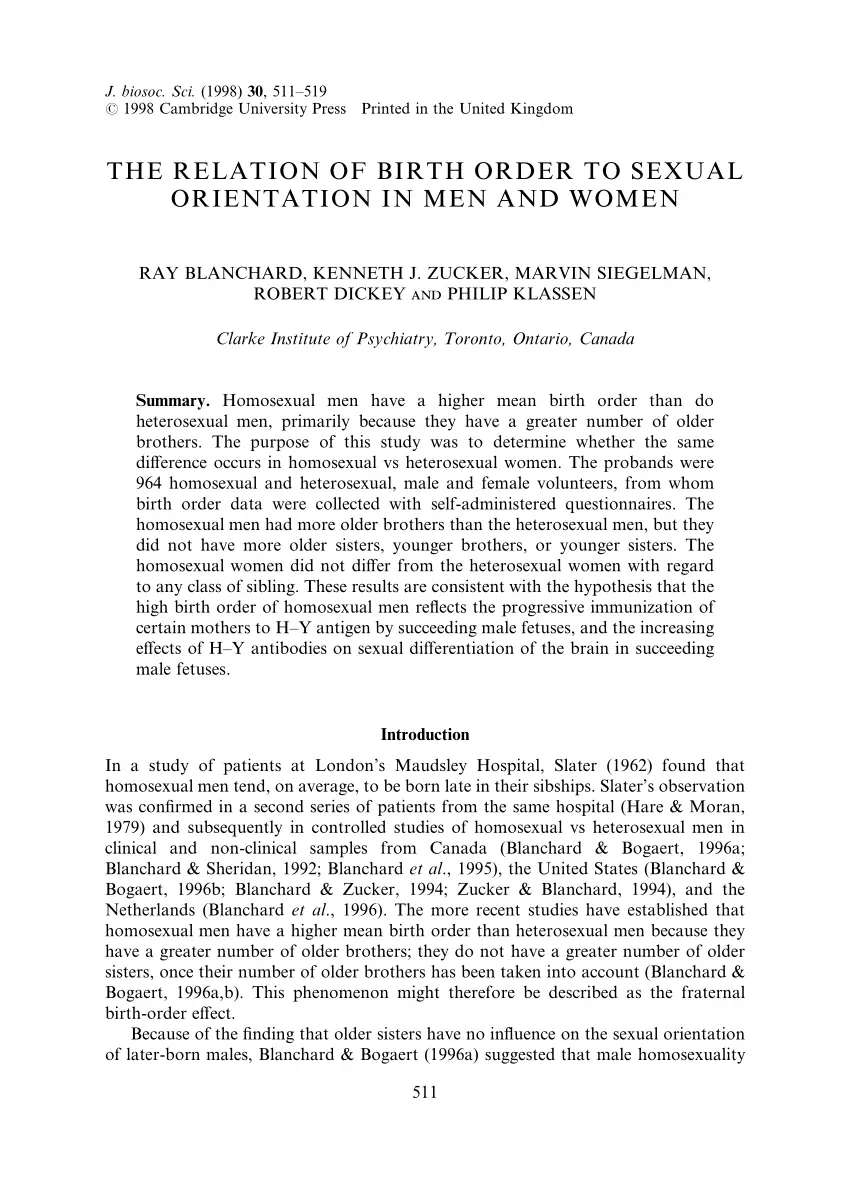 J. biosoc. Sci. (1998) 30, 511–519
© 1998 Cambridge University Press Printed in the United Kingdom
THE RELATION OF BIRTH ORDER TO SEXUAL
ORIENTATION IN MEN AND WOMEN
RAY BLANCHARD, KENNETH J. ZUCKER, MARVIN SIEGELMAN,
ROBERT DICKEY AND PHILIP KLASSEN
Clarke Institute of Psychiatry, Toronto, Ontario, Canada
Summary. Homosexual men have a higher mean birth order than do
heterosexual men, primarily because they have a greater number of older
brothers. The purpose of this study was to determine whether the same
difference occurs in homosexual vs heterosexual women. The probands were
964 homosexual and heterosexual, male and female volunteers, from whom
birth order data were collected with self-administered questionnaires. The
homosexual men had more older brothers than the heterosexual men, but they
did not have more older sisters, younger brothers, or younger sisters. The
homosexual women did not differ from the heterosexual women with regard
to any class of sibling. These results are consistent with the hypothesis that the
high birth order of homosexual men reflects the progressive immunization of
certain mothers to H–Y antigen by succeeding male fetuses, and the increasing
effects of H–Y antibodies on sexual differentiation of the brain in succeeding
male fetuses.
Introduction
In a study of patients at London's Maudsley Hospital, Slater (1962) found that
homosexual men tend, on average, to be born late in their sibships. Slater's observation
was confirmed in a second series of patients from the same hospital (Hare & Moran,
1979) and subsequently in controlled studies of homosexual vs heterosexual men in
clinical and non-clinical samples from Canada (Blanchard & Bogaert, 1996a;
Blanchard & Sheridan, 1992; Blanchard et al., 1995), the United States (Blanchard &
Bogaert, 1996b; Blanchard & Zucker, 1994; Zucker & Blanchard, 1994), and the
Netherlands (Blanchard et al., 1996). The more recent studies have established that
homosexual men have a higher mean birth order than heterosexual men because they
have a greater number of older brothers; they do not have a greater number of older
sisters, once their number of older brothers has been taken into account (Blanchard &
Bogaert, 1996a,b). This phenomenon might therefore be described as the fraternal
birth-order effect.
Because of the finding that older sisters have no influence on the sexual orientation
of later-born males, Blanchard & Bogaert (1996a) suggested that male homosexuality
511